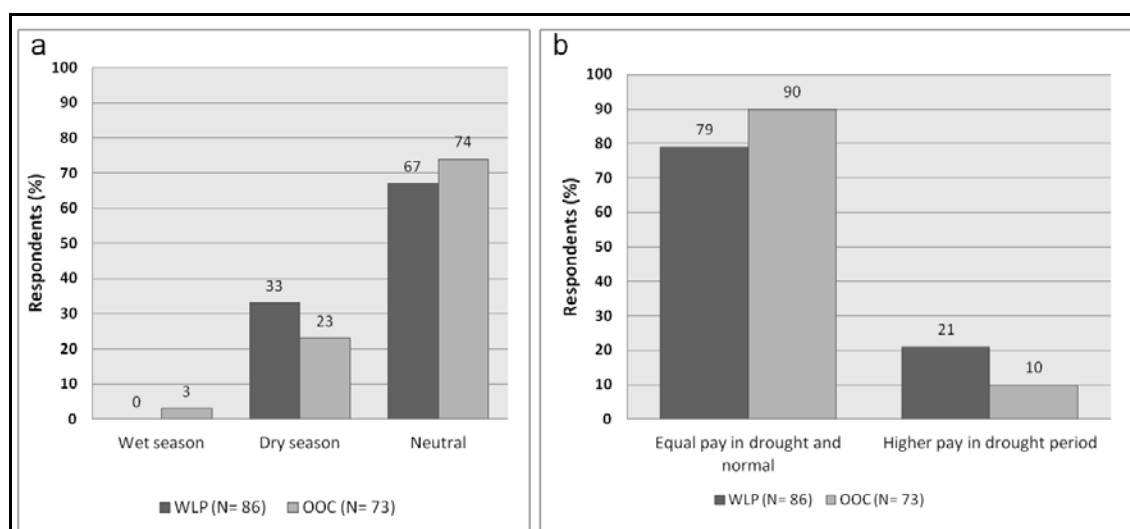 a
100
90
80
70
60
50
40
30
20
10
0
Respondents (%)
0
3
33
23
67
74
Wet season
Dry season
Neutral
WLP (N= 86)
OOC (N= 73)
b
100
90
80
70
60
50
40
30
20
10
0
Respondents (%)
79
90
21
10
Equal pay in drought and
normal
Higher pay in drought period
WLP (N= 86)
OOC (N= 73)